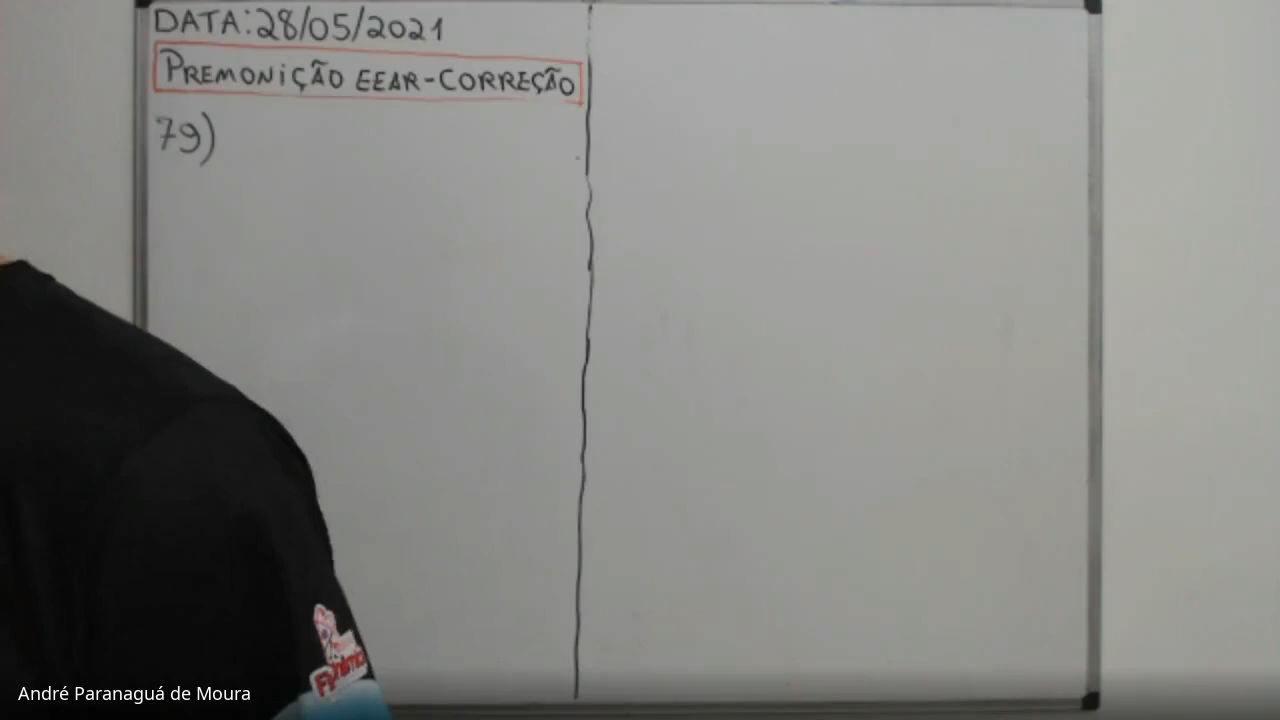 DATA: 28/05/2021
PREMONIÇÃO EEAR-CORREÇÃO
79)
André Paranaguá de Moura